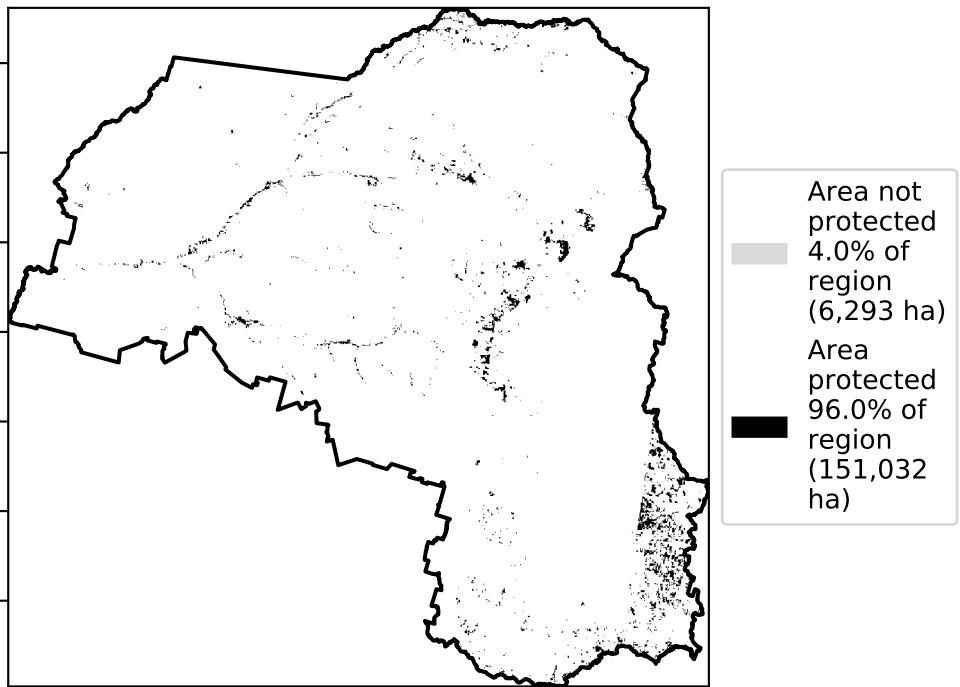 Area not
protected
4.0% of
region
(6,293 ha)
Area
protected
96.0% of
region
(151,032
ha)